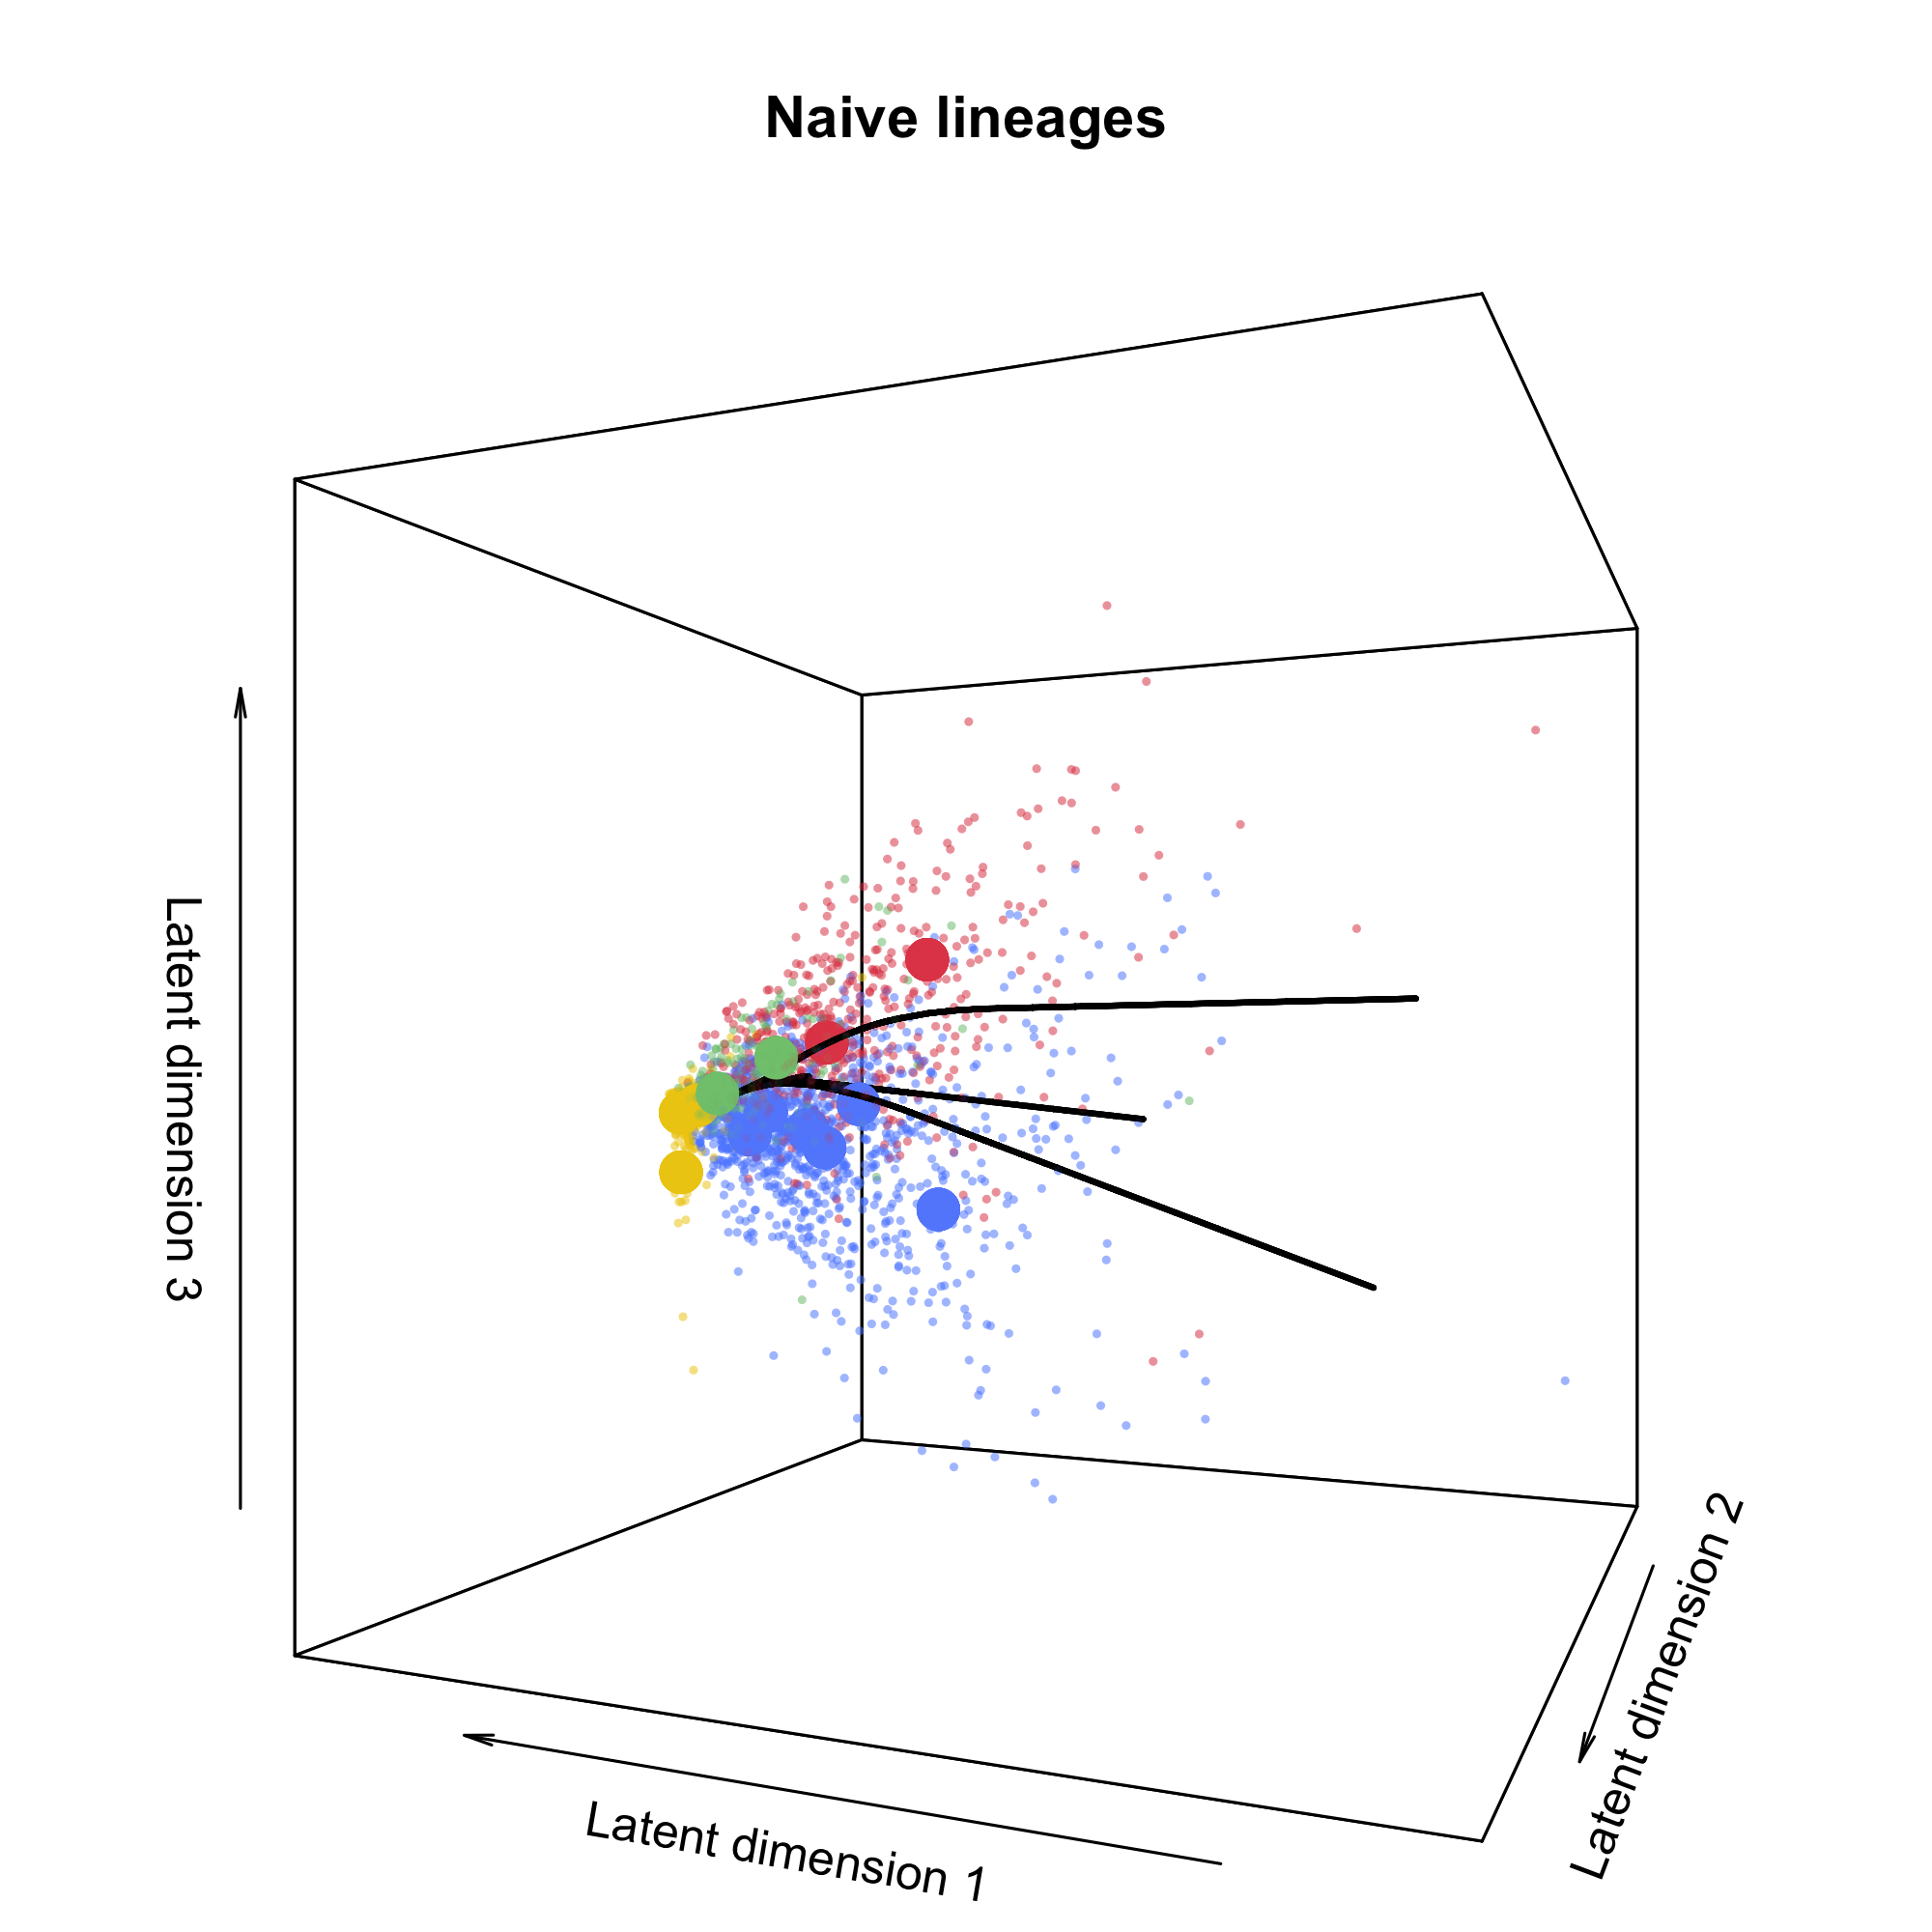 Naive lineages
Latent dimension 3
Latent dimension 2
Latent dimension 1